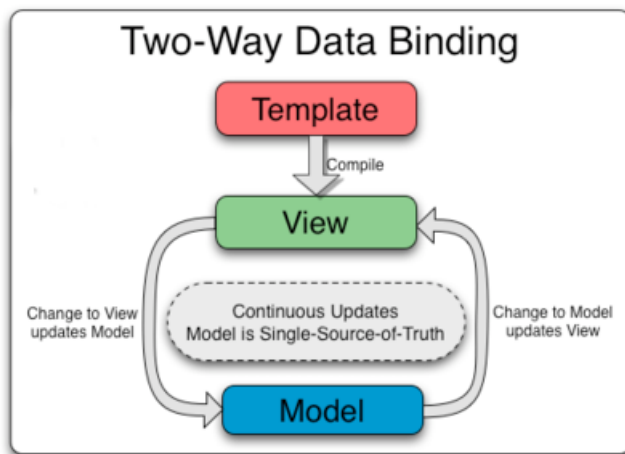 Two-Way Data Binding
Template
Compile
View
Change to View
updates Model
Continuous Updates
Model is Single-Source-of-Truth
Change to Model
updates View
Model